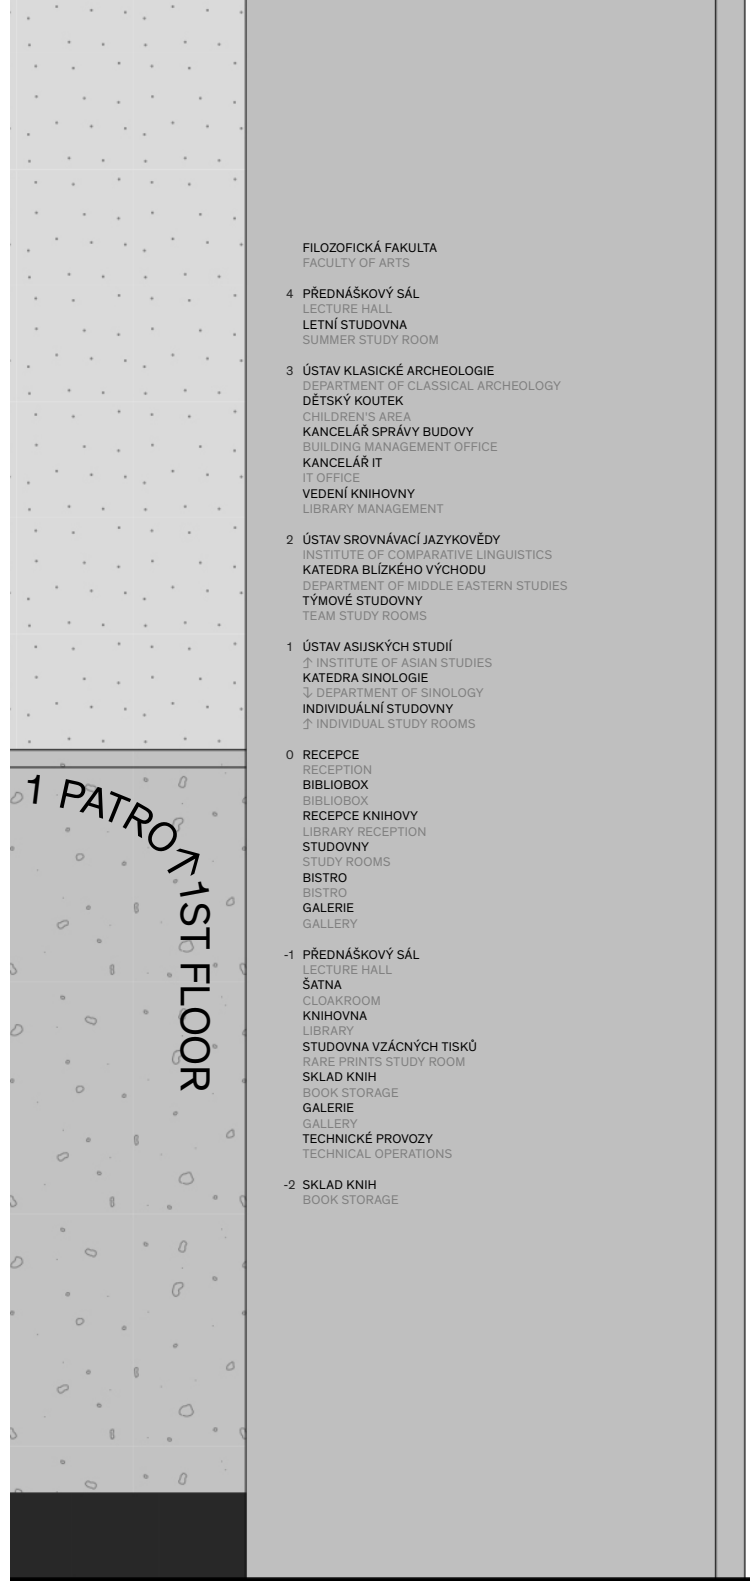 FILOZOFICKÁ FAKULTA
FACULTY OF ARTS
4 PŘEDNÁŠKOVÝ SÁL
LECTURE HALL
LETNÍ STUDOVNA
SUMMER STUDY ROOM
3 ÚSTAV KLASICKÉ ARCHEOLOGIE
DEPARTMENT OF CLASSICAL ARCHEOLOGY
DĚTSKÝ KOUTEK
CHILDREN'S AREA
KANCELÁŘ SPRÁVY BUDOVY
BUILDING MANAGEMENT OFFICE
KANCELÁŘ IT
IT OFFICE
VEDENÍ KNIHOVNY
LIBRARY MANAGEMENT
2 ÚSTAV SROVNÁVACÍ JAZYKOVĚDY
INSTITUTE OF COMPARATIVE LINGUISTICS
KATEDRA BLÍZKÉHO VÝCHODU
DEPARTMENT OF MIDDLE EASTERN STUDIES
TÝMOVÉ STUDOVNY
TEAM STUDY ROOMS
1 ÚSTAV ASIJSKÝCH STUDIÍ
↑ INSTITUTE OF ASIAN STUDIES
KATEDRA SINOLOGIE
↴ DEPARTMENT OF SINOLOGY
INDIVIDUÁLNÍ STUDOVNY
↑ INDIVIDUAL STUDY ROOMS
0 RECEPCE
RECEPTION
BIBLIOBOX
BIBLIOBOX
RECEPCE KNIHOVY
LIBRARY RECEPTION
STUDOVNY
STUDY ROOMS
BISTRO
BISTRO
GALERIE
GALLERY
-1 PŘEDNÁŠKOVÝ SÁL
LECTURE HALL
ŠATNA
CLOAKROOM
KNIHOVNA
LIBRARY
STUDOVNA VZÁCNÝCH TISKŮ
RARE PRINTS STUDY ROOM
SKLAD KNIH
BOOK STORAGE
GALERIE
GALLERY
TECHNICKÉ PROVOZY
TECHNICAL OPERATIONS
-2 SKLAD KNIH
BOOK STORAGE
1 PATRO ↑ 1ST FLOOR